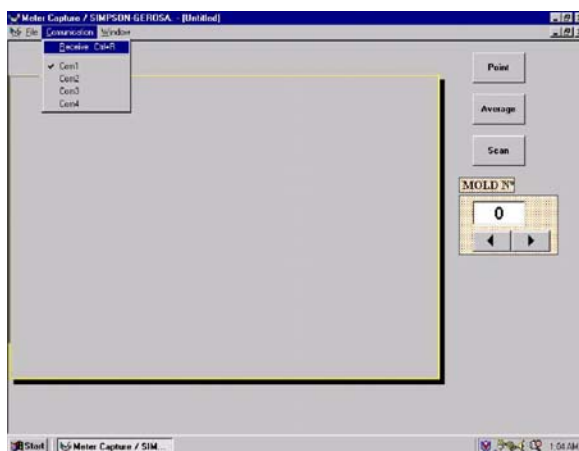 Meter Capture / SIMPSON-GEROSA. - [Untitled]
File Comunication Window
Receive Ctrl+R
✓ Com1
Com2
Com3
Com4
Point
Average
Scan
MOLD N°
0
Start Meter Capture / SIM... 1:04 AM